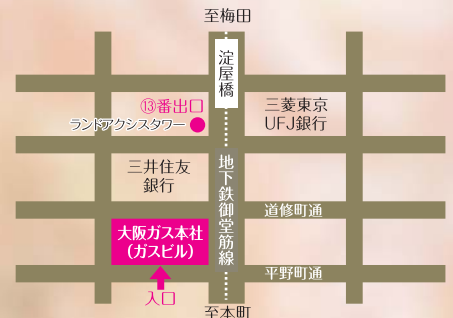 至梅田
淀屋橋
⑬番出口
ランドアクシスタワー
三菱東京
UFJ銀行
三井住友
銀行
地下鉄御堂筋線
道修町通
大阪ガス本社
(ガスビル)
平野町通
入口
至本町